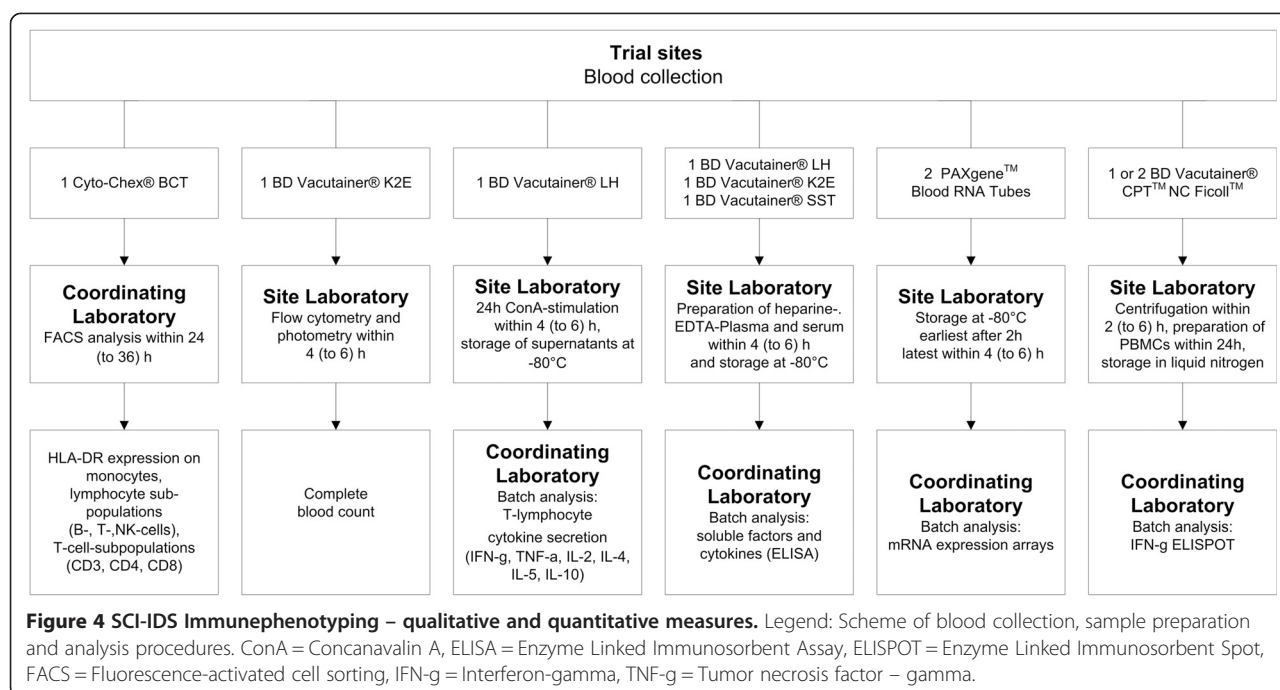 Trial sites
Blood collection
1 Cyto-Chex® BCT
1 BD Vacutainer® K2E
1 BD Vacutainer® LH
1 BD Vacutainer® LH
1 BD Vacutainer® K2E
1 BD Vacutainer® SST
2 PAXgene™
Blood RNA Tubes
1 or 2 BD Vacutainer®
CPT™ NC Ficoll™
Coordinating
Laboratory
FACS analysis within 24
(to 36) h
Site Laboratory
Flow cytometry and
photometry within
4 (to 6) h
Site Laboratory
24h ConA-stimulation
within 4 (to 6) h,
storage of supernatants at
-80°C
Site Laboratory
Preparation of heparine-.
EDTA-Plasma and serum
within 4 (to 6) h
and storage at -80°C
Site Laboratory
Storage at -80°C
earliest after 2h
latest within 4 (to 6) h
Site Laboratory
Centrifugation within
2 (to 6) h, preparation of
PBMCs within 24h,
storage in liquid nitrogen
HLA-DR expression on
monocytes,
lymphocyte sub-
populations
(B-, T-,NK-cells),
T-cell-subpopulations
(CD3, CD4, CD8)
Complete
blood count
Coordinating
Laboratory
Batch analysis:
T-lymphocyte
cytokine secretion
(IFN-g, TNF-a, IL-2, IL-4,
IL-5, IL-10)
Coordinating
Laboratory
Batch analysis:
soluble factors and
cytokines (ELISA)
Coordinating
Laboratory
Batch analysis:
mRNA expression arrays
Coordinating
Laboratory
Batch analysis:
IFN-g ELISPOT
Figure 4 SCI-IDS Immunephenotyping – qualitative and quantitative measures. Legend: Scheme of blood collection, sample preparation
and analysis procedures. ConA = Concanavalin A, ELISA = Enzyme Linked Immunosorbent Assay, ELISPOT = Enzyme Linked Immunosorbent Spot,
FACS = Fluorescence-activated cell sorting, IFN-g = Interferon-gamma, TNF-g = Tumor necrosis factor – gamma.